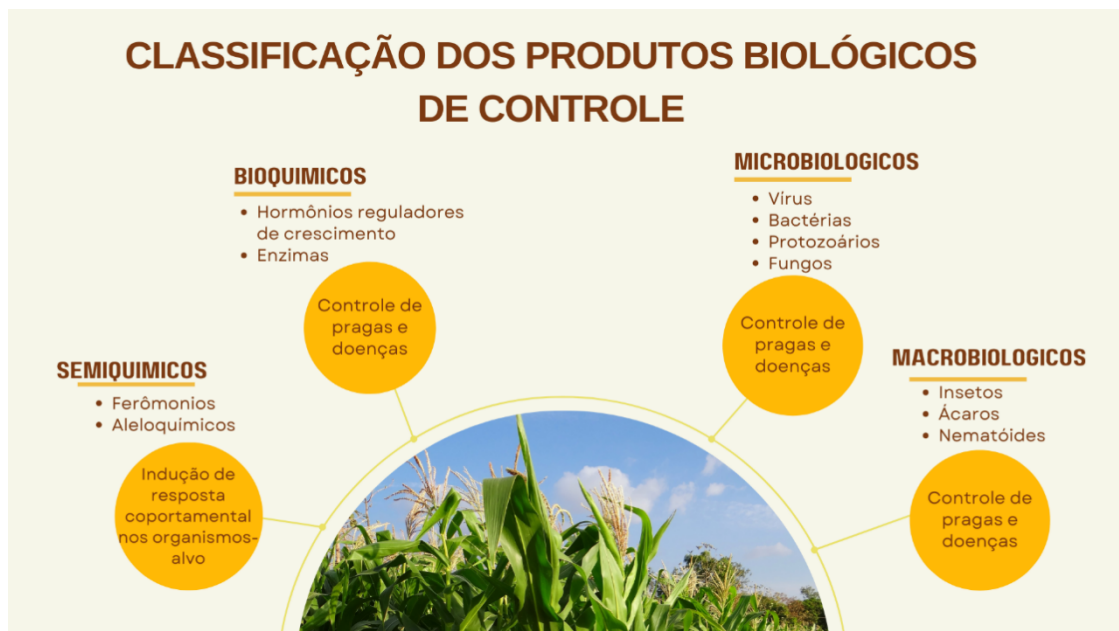 CLASSIFICAÇÃO DOS PRODUTOS BIOLÓGICOS
DE CONTROLE
BIOQUIMICOS
• Hormônios reguladores
de crescimento
• Enzimas
Controle de
pragas e
doenças
MICROBIOLOGICOS
• Vírus
• Bactérias
• Protozoários
• Fungos
Controle de
pragas e
doenças
SEMIQUIMICOS
• Ferômonios
• Aleloquímicos
Indução de
resposta
coportamental
nos organismos-
alvo
MACROBIOLOGICOS
• Insetos
• Ácaros
• Nematóides
Controle de
pragas e
doenças